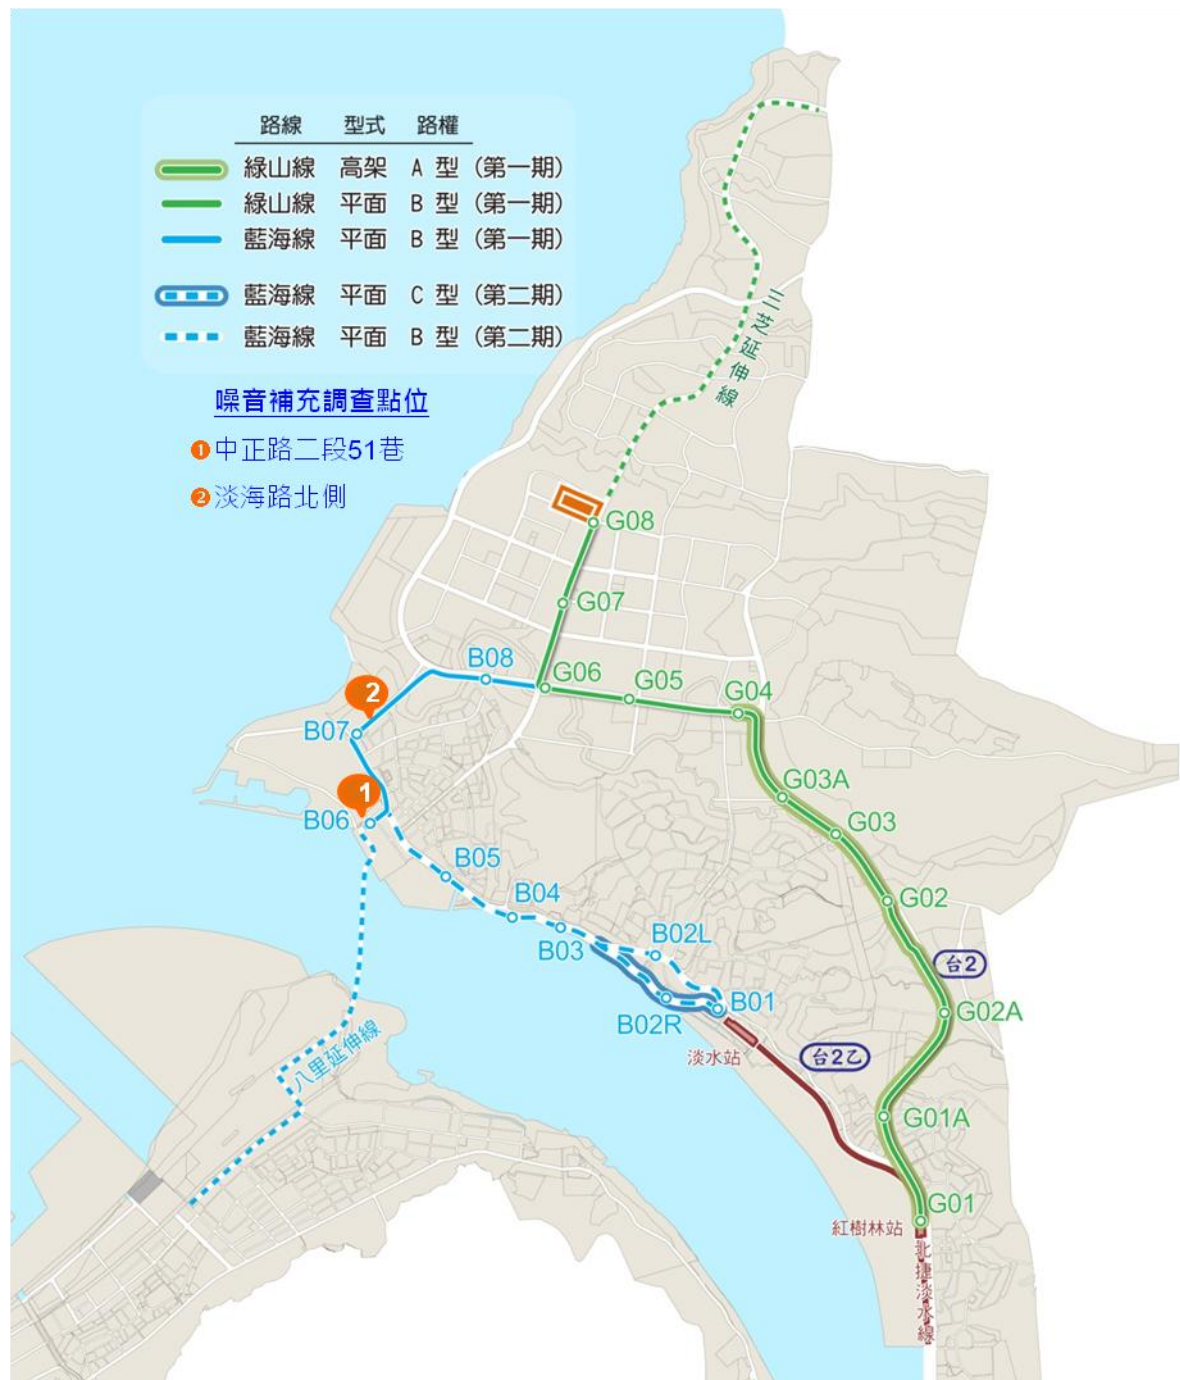 路線 型式 路權
綠山線 高架 A 型 (第一期)
綠山線 平面 B 型 (第一期)
藍海線 平面 B 型 (第一期)
藍海線 平面 C 型 (第二期)
藍海線 平面 B 型 (第二期)
噪音補充調查點位
1 中正路二段51巷
2 淡海路北側
三芝延伸線
G08
G07
B08
G06
G05
G04
2
B07
G03A
1
B06
G03
B05
G02
B04
B03
B02L
台2
B01
G02A
B02R
淡水站
台2乙
八里延伸線
G01A
G01
紅樹林站
北捷淡水線